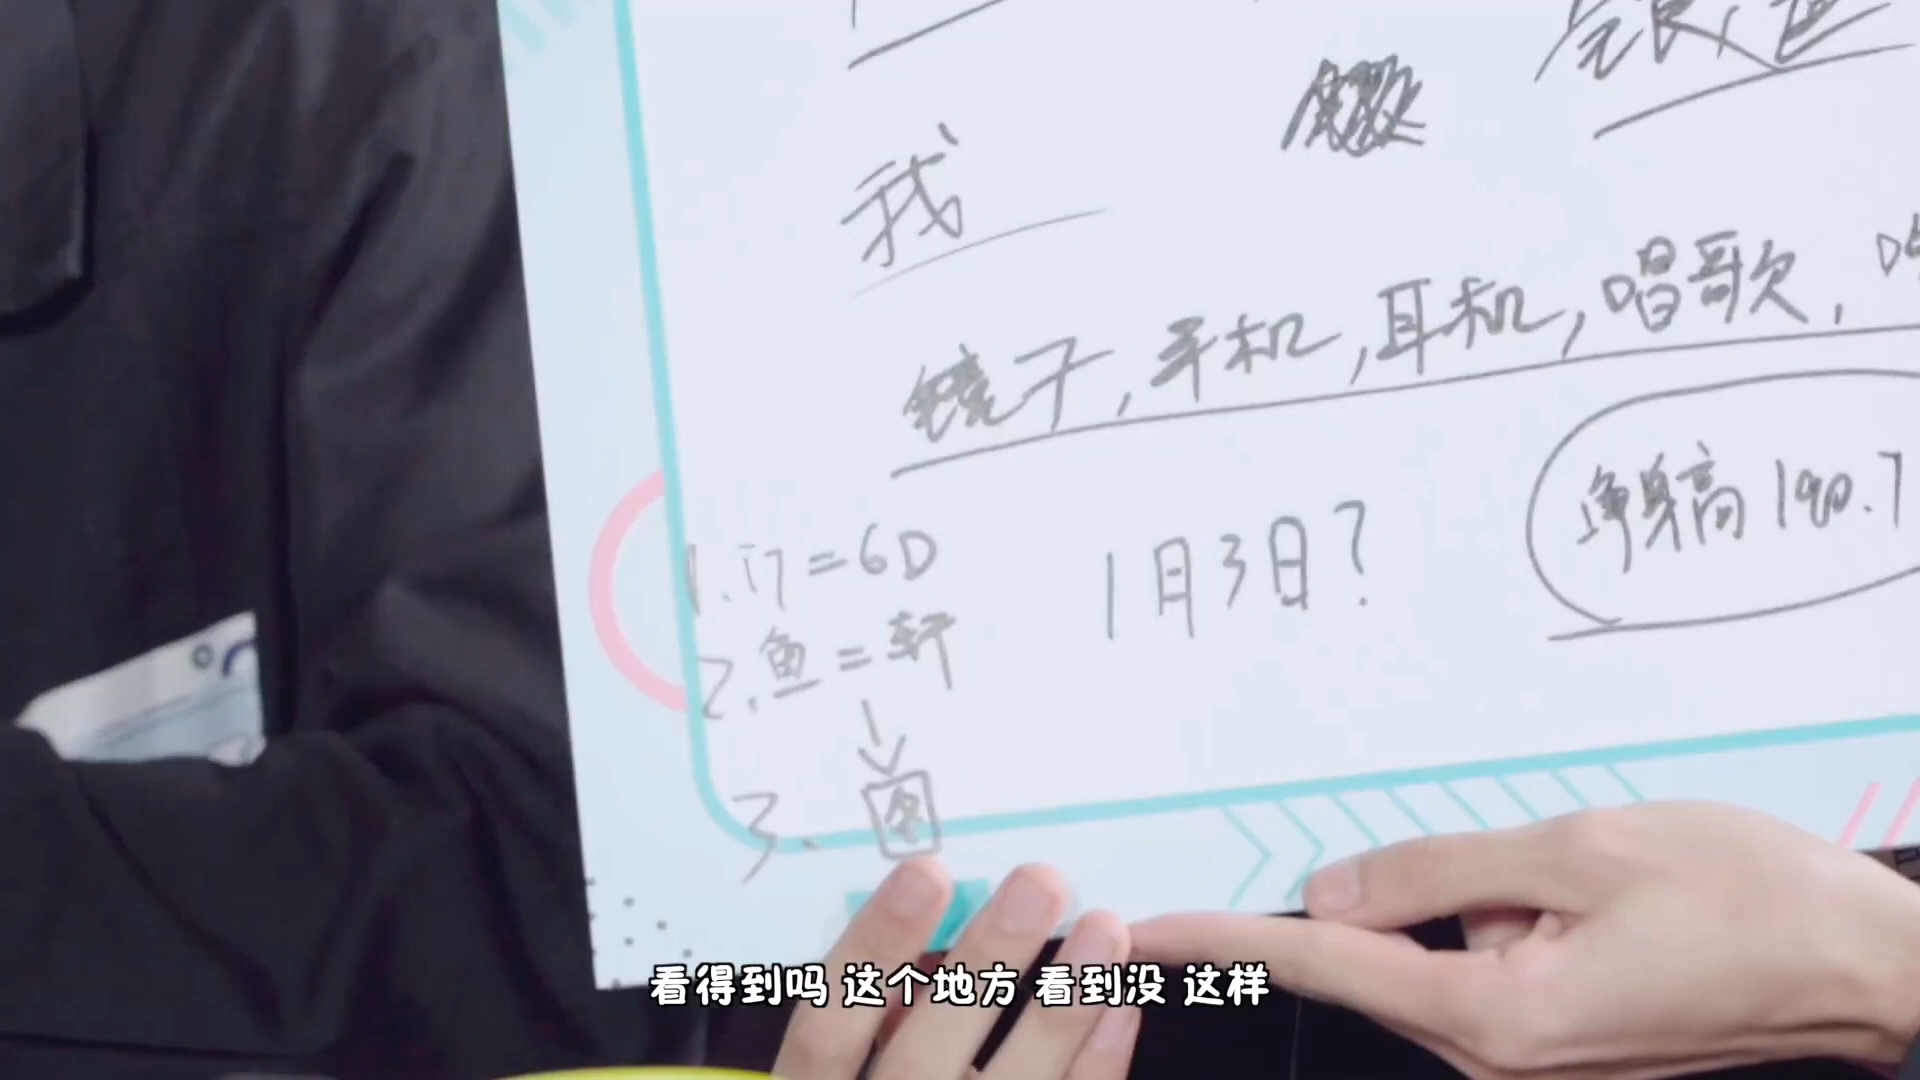 我
镜子,手机,耳机,唱歌,
净身高190.7
1月3日?
1.丁=6D
2.鱼=轩
3.
看得到吗 这个地方 看到没 这样